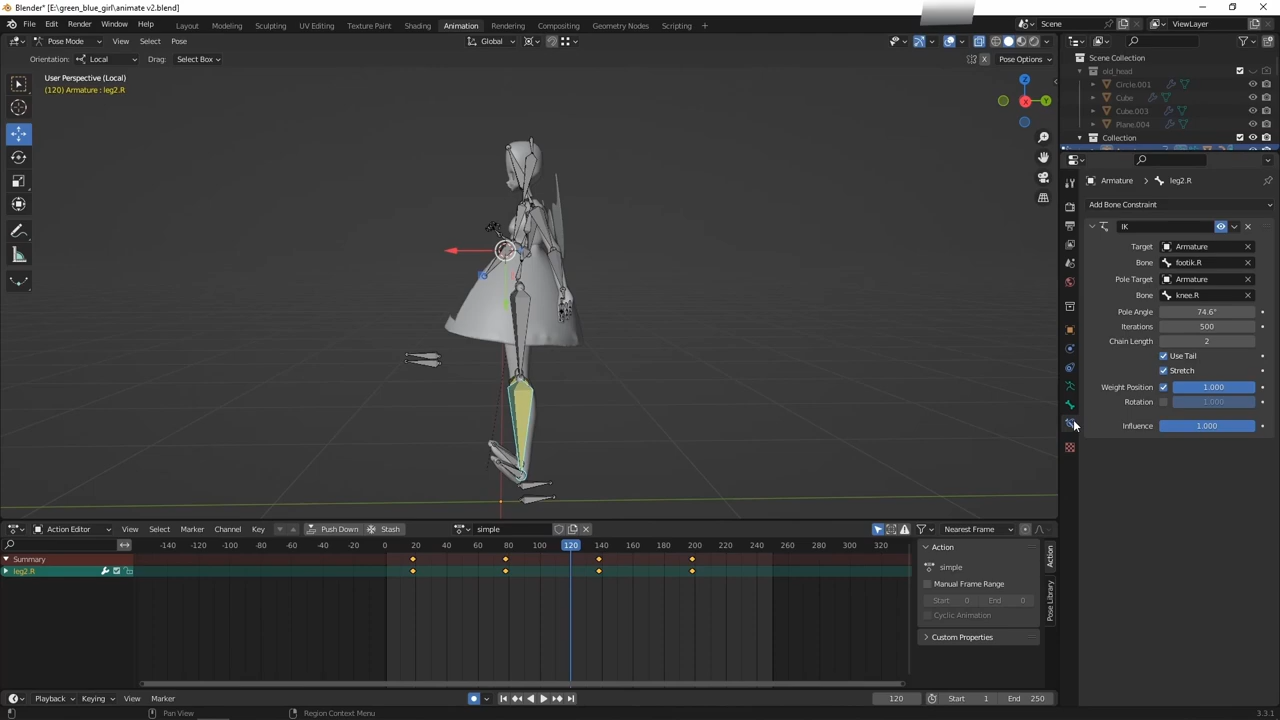 Blender* [E:\green_blue_girl\animate v2.blend]
File Edit Render Window Help Layout Modeling Sculpting UV Editing Texture Paint Shading Animation Rendering Compositing Geometry Nodes Scripting Scene ViewLayer
Pose Mode View Select Pose Global
Orientation: Local Drag: Select Box X Pose Options
User Perspective (Local)
(120) Armature : leg2.R
Z
X
Y
Scene Collection
old_head
Circle.001
Cube
Cube.003
Plane.004
Collection
Armature leg2.R
Add Bone Constraint
IK
Target Armature
Bone footik.R
Pole Target Armature
Bone knee.R
Pole Angle 74.6°
Iterations 500
Chain Length 2
Use Tail
Stretch
Weight Position 1.000
Rotation 1.000
Influence 1.000
Action Editor View Select Marker Channel Key Push Down Stash simple Nearest Frame
-140 -120 -100 -80 -60 -40 -20 0 20 40 60 80 100 120 140 160 180 200 220 240 260 280 300 320
Summary
leg2.R
Action
simple
Manual Frame Range
Start 0 End 0
Cyclic Animation
Custom Properties
Action
Pose Library
Playback Keying View Marker 120 Start 1 End 250
Pan View Region Context Menu 3.3.1